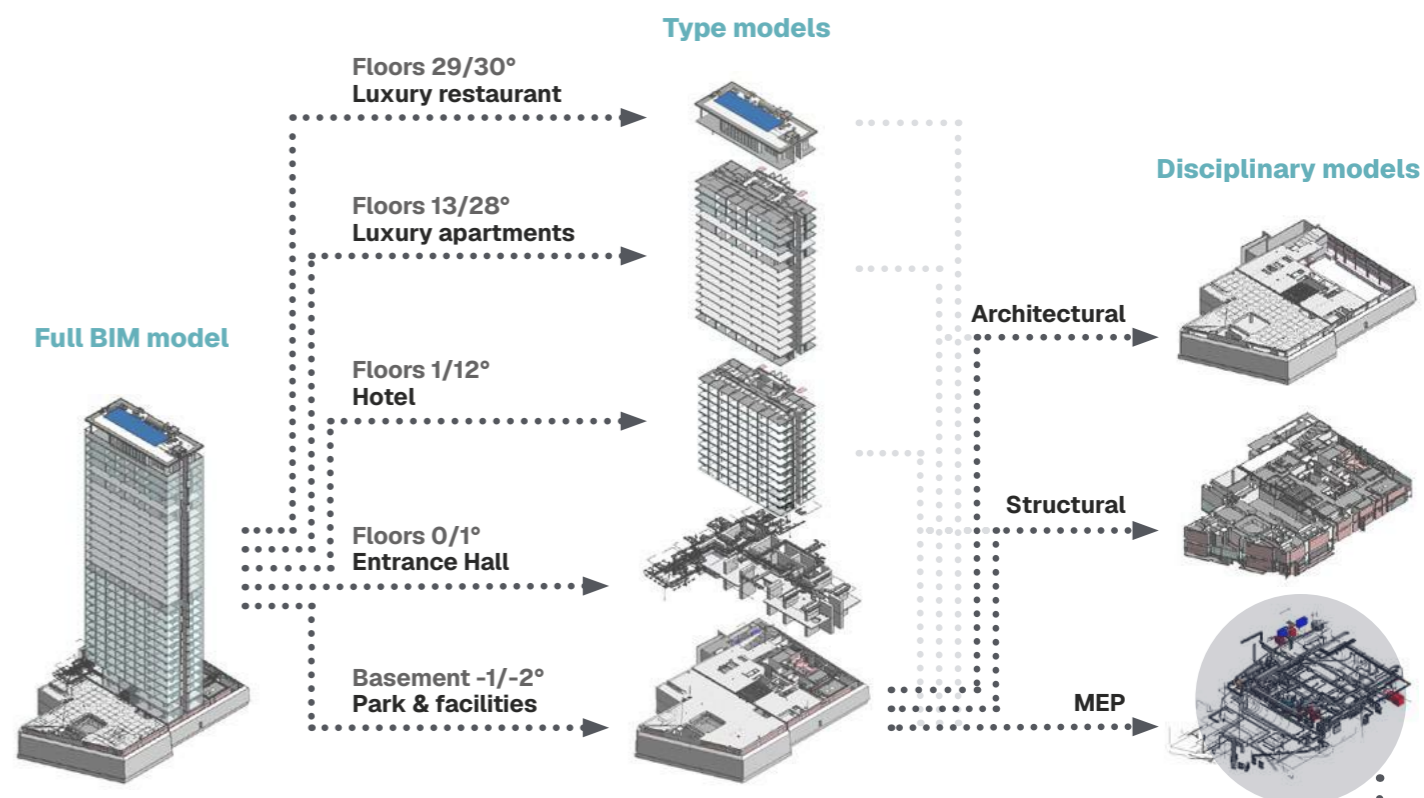 Type models
Floors 29/30°
Luxury restaurant
Disciplinary models
Floors 13/28°
Luxury apartments
Architectural
Full BIM model
Floors 1/12°
Hotel
Structural
Floors 0/1°
Entrance Hall
Basement -1/-2°
Park & facilities
MEP